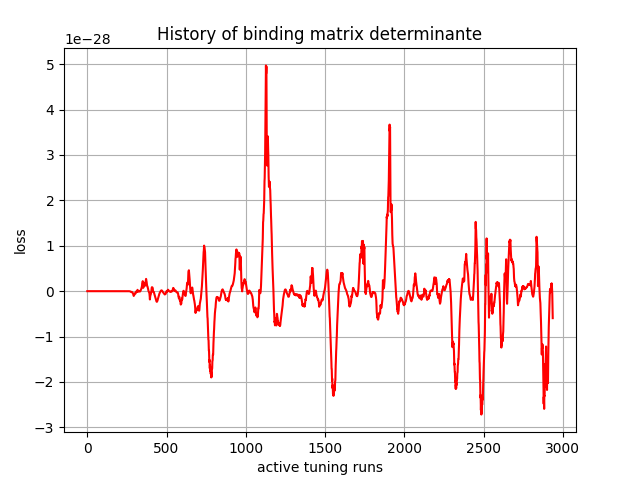 History of binding matrix determinante
1e−28
5
4
3
2
1
0
−1
−2
−3
loss
0 500 1000 1500 2000 2500 3000
active tuning runs